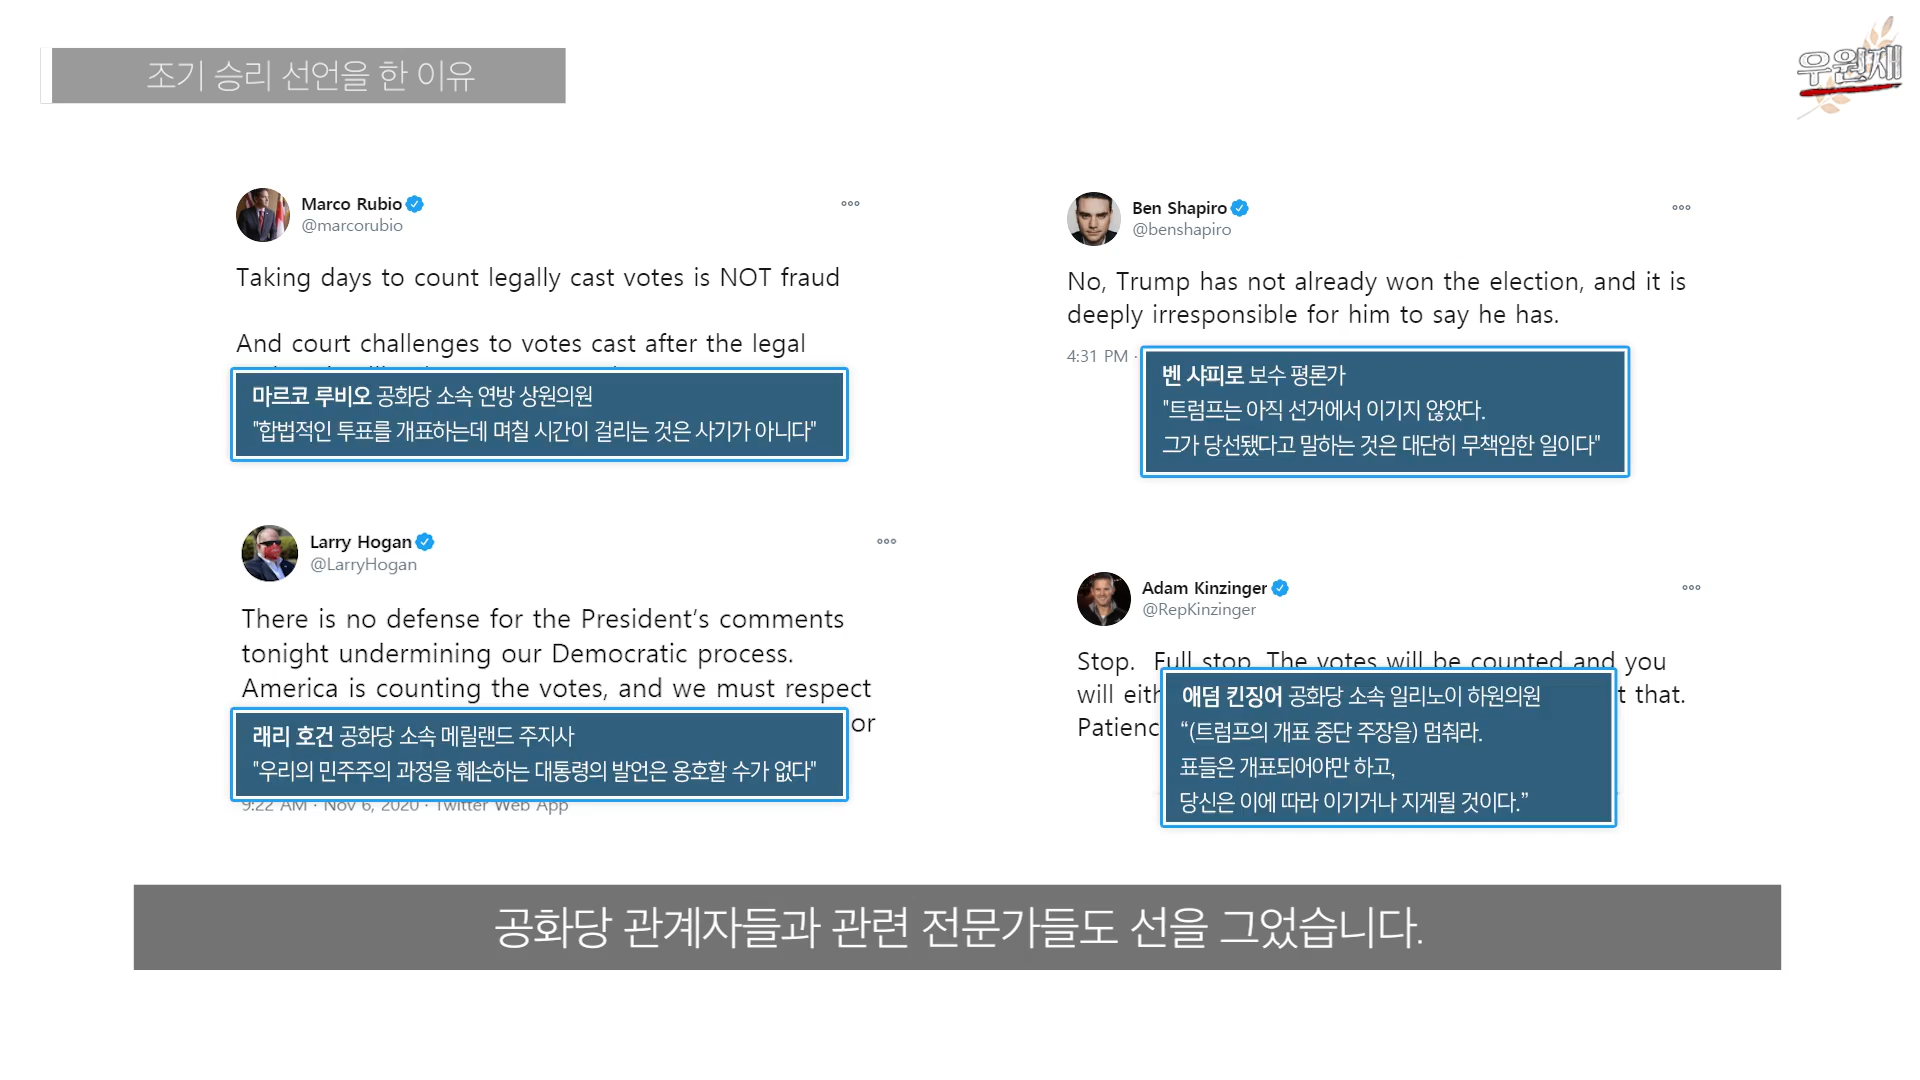 조기 승리 선언을 한 이유
우원재
Marco Rubio
@marcorubio
Taking days to count legally cast votes is NOT fraud
And court challenges to votes cast after the legal
마르코 루비오 공화당 소속 연방 상원의원
"합법적인 투표를 개표하는데 며칠 시간이 걸리는 것은 사기가 아니다"
Ben Shapiro
@benshapiro
No, Trump has not already won the election, and it is
deeply irresponsible for him to say he has.
4:31 PM ·
벤 샤피로 보수 평론가
"트럼프는 아직 선거에서 이기지 않았다.
그가 당선됐다고 말하는 것은 대단히 무책임한 일이다"
Larry Hogan
@LarryHogan
There is no defense for the President’s comments
tonight undermining our Democratic process.
America is counting the votes, and we must respect
or
래리 호건 공화당 소속 메릴랜드 주지사
"우리의 민주주의 과정을 훼손하는 대통령의 발언은 옹호할 수가 없다"
9:22 AM · Nov 6, 2020 · Twitter Web App
Adam Kinzinger
@RepKinzinger
Stop. Full stop. The votes will be counted and you
will t that.
애덤 킨징어 공화당 소속 일리노이 하원의원
“(트럼프의 개표 중단 주장을) 멈춰라.
표들은 개표되어야만 하고,
당신은 이에 따라 이기거나 지게될 것이다.”
공화당 관계자들과 관련 전문가들도 선을 그었습니다.